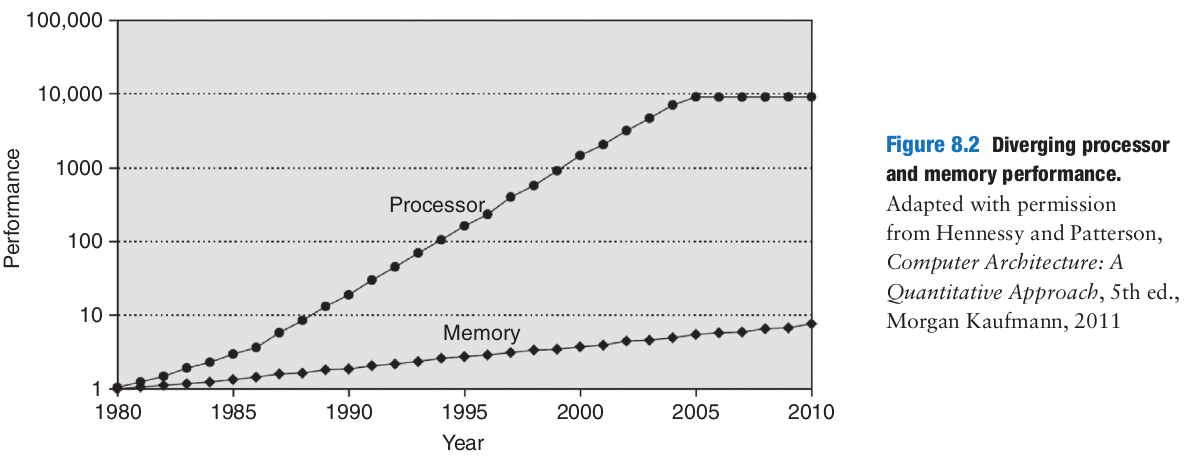 100,000
10,000
1000
100
10
1
Performance
Processor
Memory
1980 1985 1990 1995 2000 2005 2010
Year
Figure 8.2 Diverging processor
and memory performance.
Adapted with permission
from Hennessy and Patterson,
Computer Architecture: A
Quantitative Approach, 5th ed.,
Morgan Kaufmann, 2011